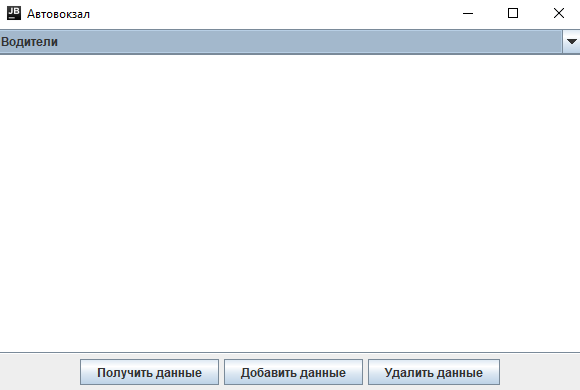 JB Автовокзал
Водители
Получить данные Добавить данные Удалить данные